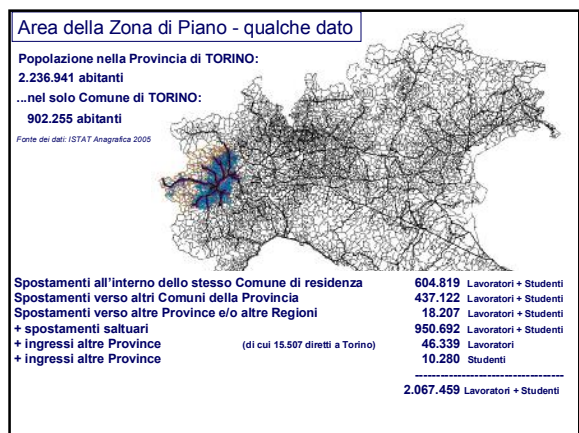 Area della Zona di Piano - qualche dato
Popolazione nella Provincia di TORINO:
2.236.941 abitanti
...nel solo Comune di TORINO:
902.255 abitanti
Fonte dei dati: ISTAT Anagrafica 2005
Spostamenti all'interno dello stesso Comune di residenza 604.819 Lavoratori + Studenti
Spostamenti verso altri Comuni della Provincia 437.122 Lavoratori + Studenti
Spostamenti verso altre Province e/o altre Regioni 18.207 Lavoratori + Studenti
+ spostamenti saltuari 950.692 Lavoratori + Studenti
+ ingressi altre Province (di cui 15.507 diretti a Torino) 46.339 Lavoratori
+ ingressi altre Province 10.280 Studenti
-----------------------------------
2.067.459 Lavoratori + Studenti